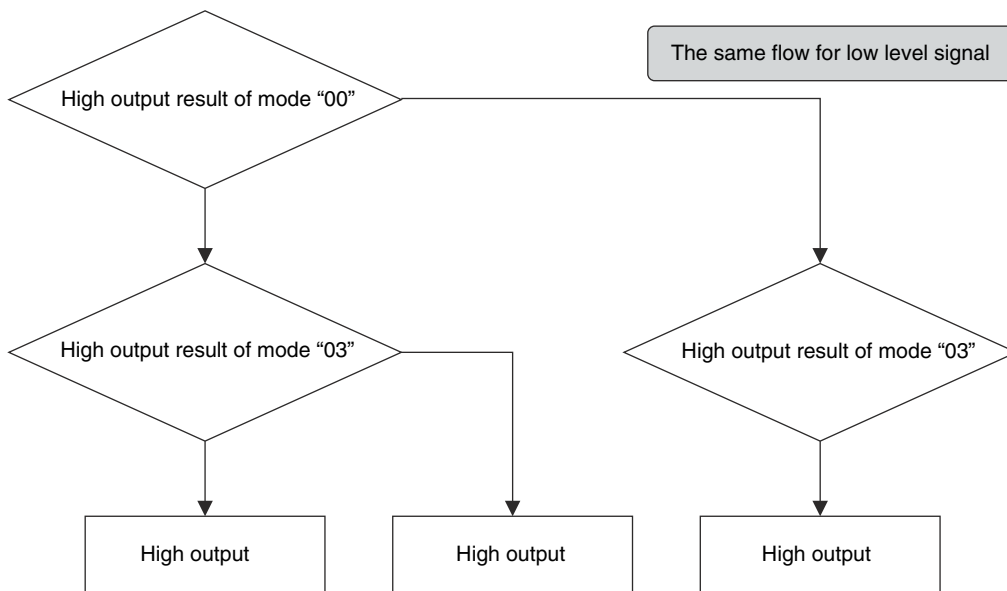 The same flow for low level signal
High output result of mode “00”
High output result of mode “03”
High output result of mode “03”
High output
High output
High output